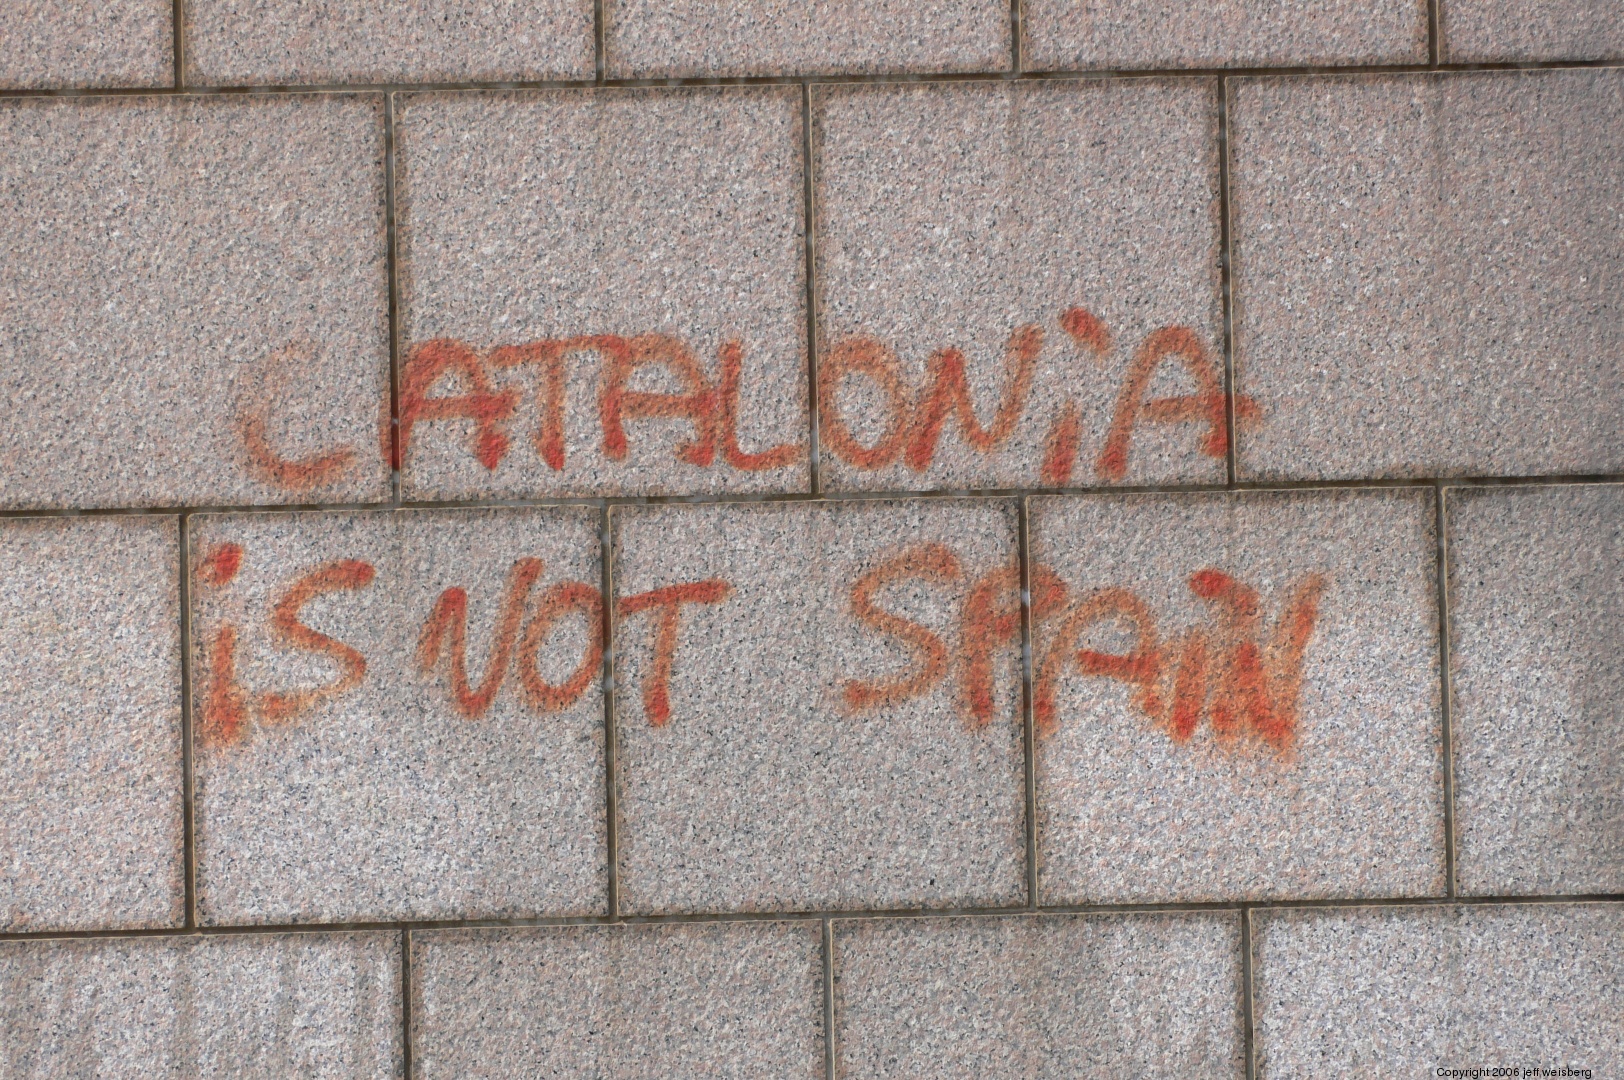 CATALONiA
iS NOT SPAiN
Copyright 2006 jeff weisberg